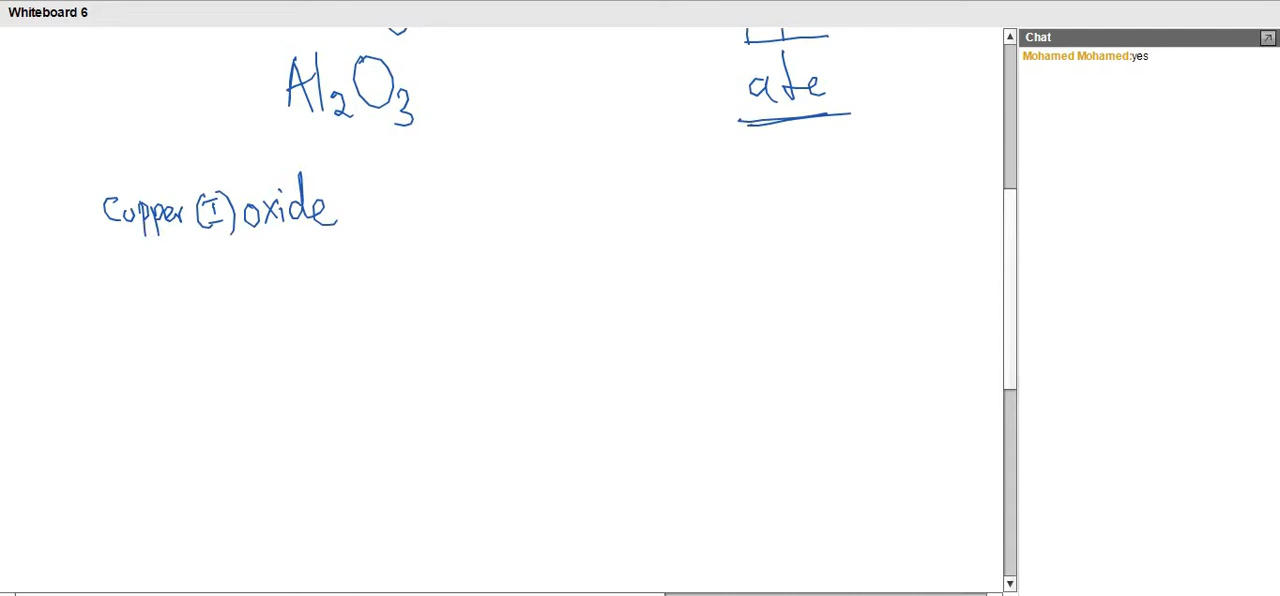 Whiteboard 6
Chat
Mohamed Mohamed:yes
Al2O3
ate
Copper (I) oxide